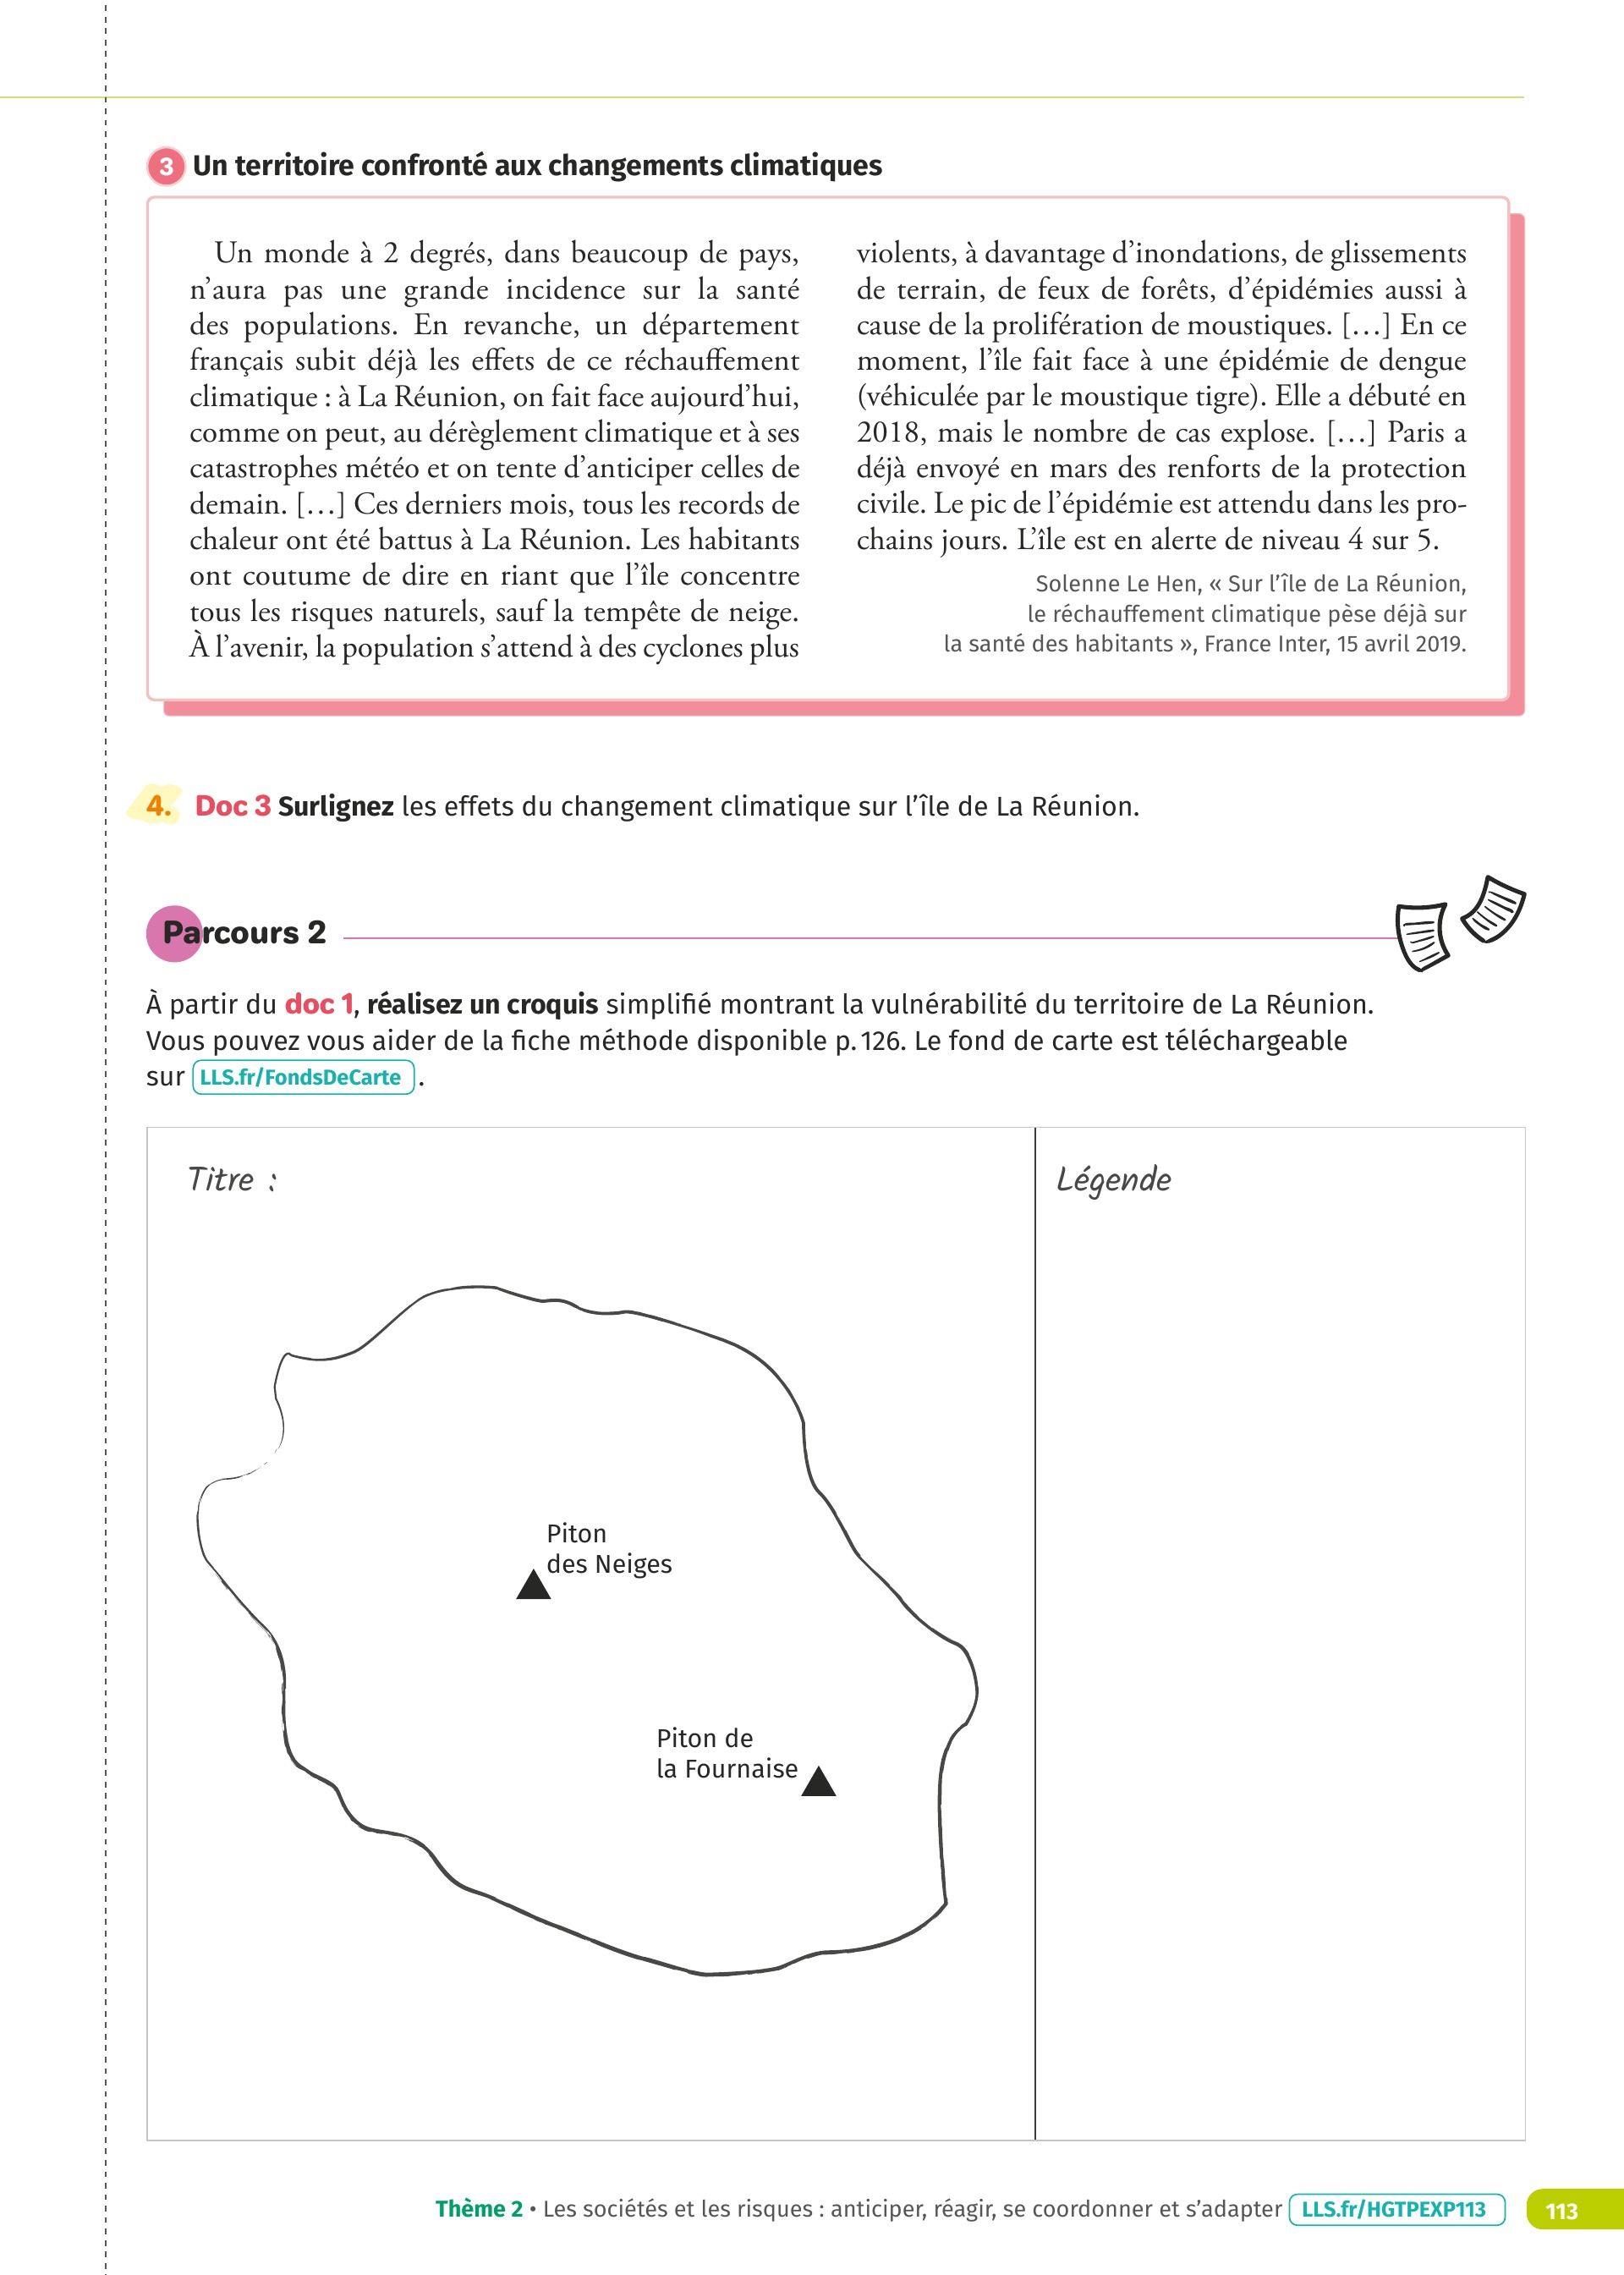 3 Un territoire confronté aux changements climatiques
Un monde à 2 degrés, dans beaucoup de pays,
n'aura pas une grande incidence sur la santé
des populations. En revanche, un département
français subit déjà les effets de ce réchauffement
climatique : à La Réunion, on fait face aujourd'hui,
comme on peut, au dérèglement climatique et à ses
catastrophes météo et on tente d'anticiper celles de
demain. […] Ces derniers mois, tous les records de
chaleur ont été battus à La Réunion. Les habitants
ont coutume de dire en riant que l'île concentre
tous les risques naturels, sauf la tempête de neige.
À l'avenir, la population s'attend à des cyclones plus
violents, à davantage d'inondations, de glissements
de terrain, de feux de forêts, d'épidémies aussi à
cause de la prolifération de moustiques. […] En ce
moment, l'île fait face à une épidémie de dengue
(véhiculée par le moustique tigre). Elle a débuté en
2018, mais le nombre de cas explose. […] Paris a
déjà envoyé en mars des renforts de la protection
civile. Le pic de l'épidémie est attendu dans les pro-
chains jours. L'île est en alerte de niveau 4 sur 5.
Solenne Le Hen, « Sur l'île de La Réunion,
le réchauffement climatique pèse déjà sur
la santé des habitants », France Inter, 15 avril 2019.
4. Doc 3 Surlignez les effets du changement climatique sur l'île de La Réunion.
Parcours 2
À partir du doc 1, réalisez un croquis simplifié montrant la vulnérabilité du territoire de La Réunion.
Vous pouvez vous aider de la fiche méthode disponible p. 126. Le fond de carte est téléchargeable
sur LLS.fr/FondsDeCarte .
Titre :
Légende
Piton
des Neiges
Piton de
la Fournaise
Thème 2 • Les sociétés et les risques : anticiper, réagir, se coordonner et s'adapter LLS.fr/HGTPEXP113 113